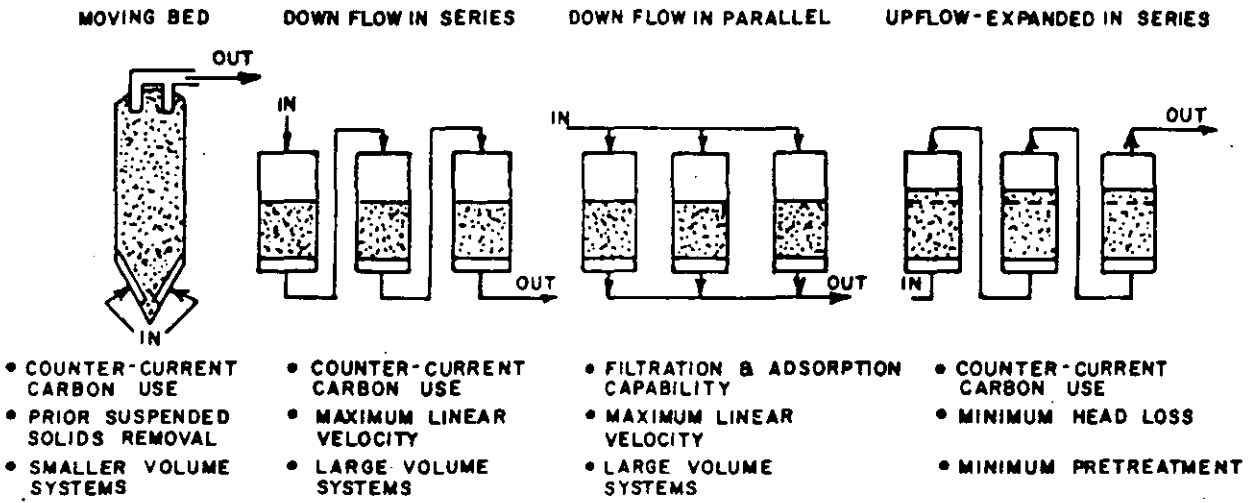 MOVING BED
OUT
IN
• COUNTER-CURRENT
CARBON USE
• PRIOR SUSPENDED
SOLIDS REMOVAL
• SMALLER VOLUME
SYSTEMS
DOWN FLOW IN SERIES
IN
OUT
• COUNTER-CURRENT
CARBON USE
• MAXIMUM LINEAR
VELOCITY
• LARGE VOLUME
SYSTEMS
DOWN FLOW IN PARALLEL
IN
OUT
• FILTRATION & ADSORPTION
CAPABILITY
• MAXIMUM LINEAR
VELOCITY
• LARGE VOLUME
SYSTEMS
UPFLOW-EXPANDED IN SERIES
OUT
IN
• COUNTER-CURRENT
CARBON USE
• MINIMUM HEAD LOSS
• MINIMUM PRETREATMENT